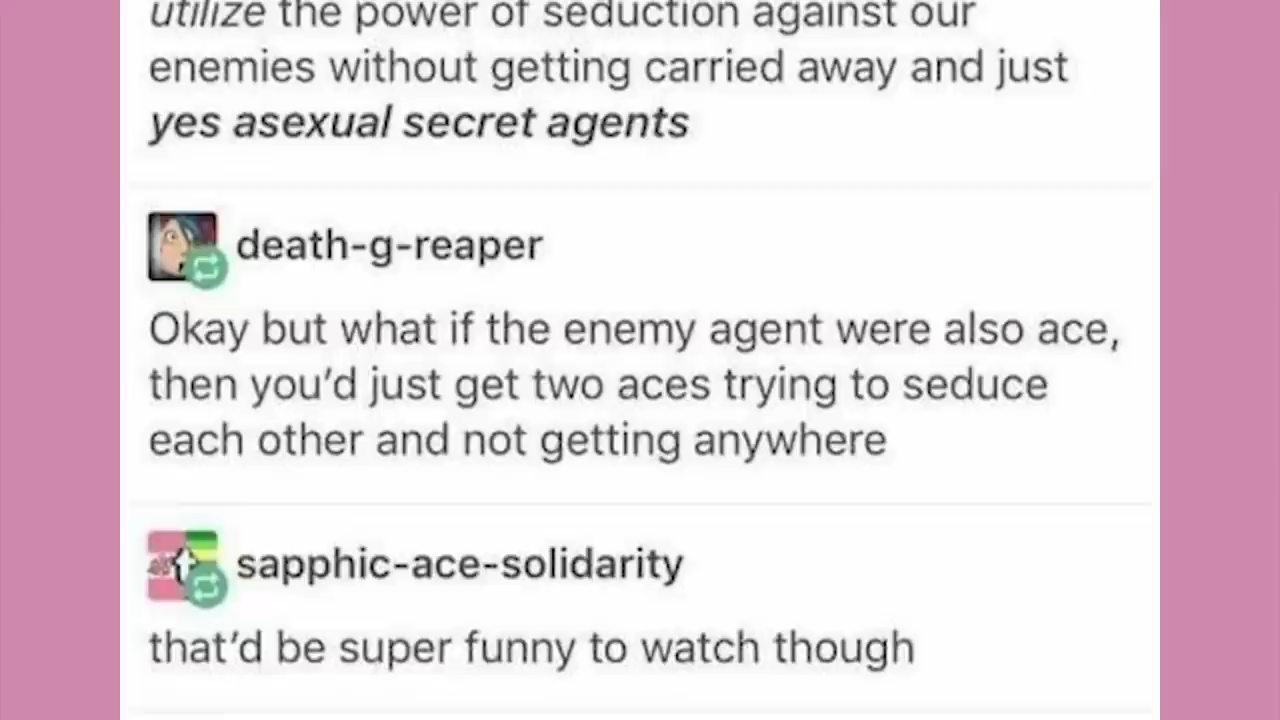 utilize the power of seduction against our
enemies without getting carried away and just
yes asexual secret agents
death-g-reaper
Okay but what if the enemy agent were also ace,
then you'd just get two aces trying to seduce
each other and not getting anywhere
sapphic-ace-solidarity
that'd be super funny to watch though